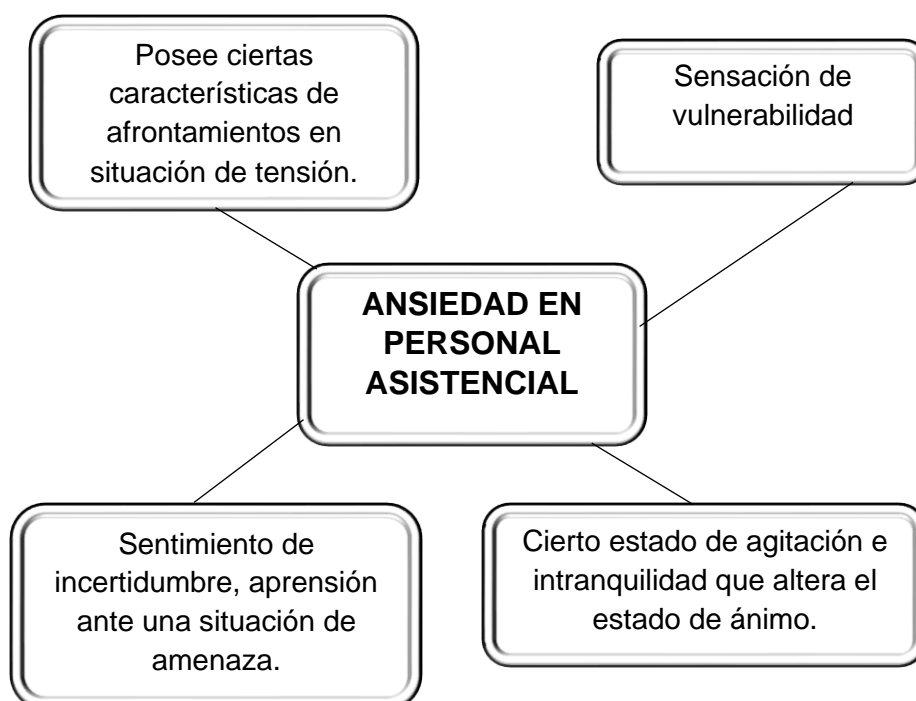 Posee ciertas
características de
afrontamientos en
situación de tensión.
Sensación de
vulnerabilidad
ANSIEDAD EN
PERSONAL
ASISTENCIAL
Sentimiento de
incertidumbre, aprensión
ante una situación de
amenaza.
Cierto estado de agitación e
intranquilidad que altera el
estado de ánimo.